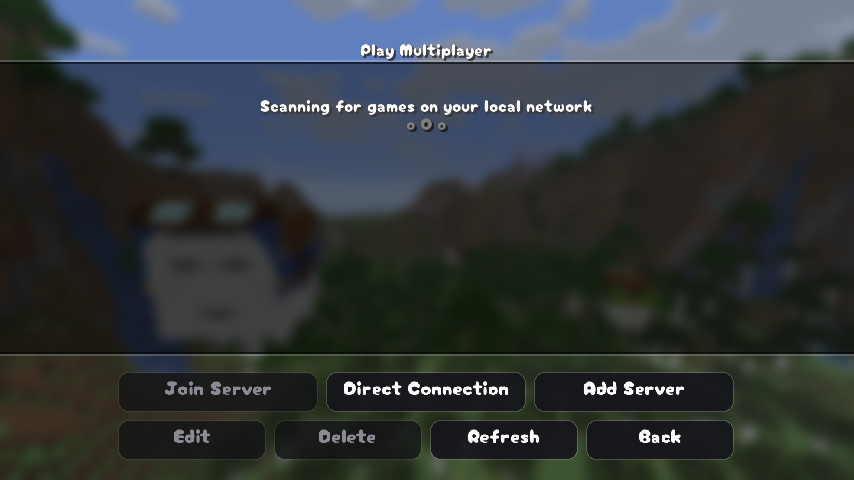 Play Multiplayer
Scanning for games on your local network
Join Server
Direct Connection
Add Server
Edit
Delete
Refresh
Back